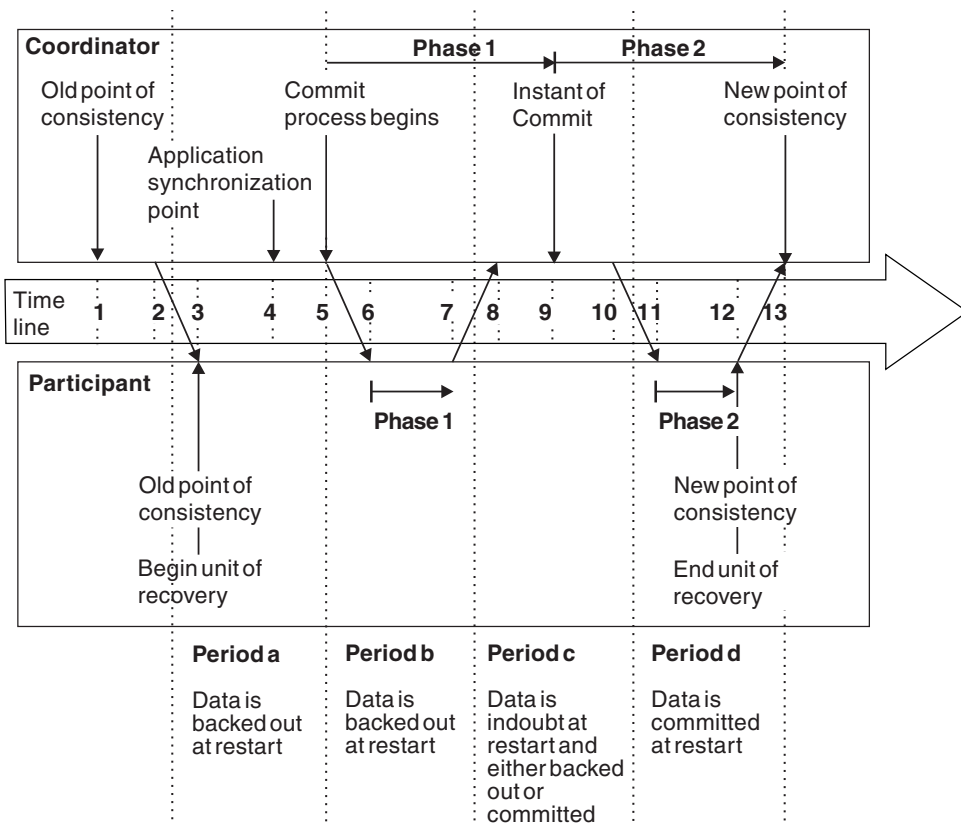 Coordinator
Phase 1
Phase 2
Old point of
consistency
Commit
process begins
Instant of
Commit
New point of
consistency
Application
synchronization
point
Time
line
1 2 3 4 5 6 7 8 9 10 11 12 13
Participant
Phase 1
Phase 2
Old point of
consistency
New point of
consistency
Begin unit of
recovery
End unit of
recovery
Period a
Data is
backed out
at restart
Period b
Data is
backed out
at restart
Period c
Data is
indoubt at
restart and
either backed
out or
committed
Period d
Data is
committed
at restart